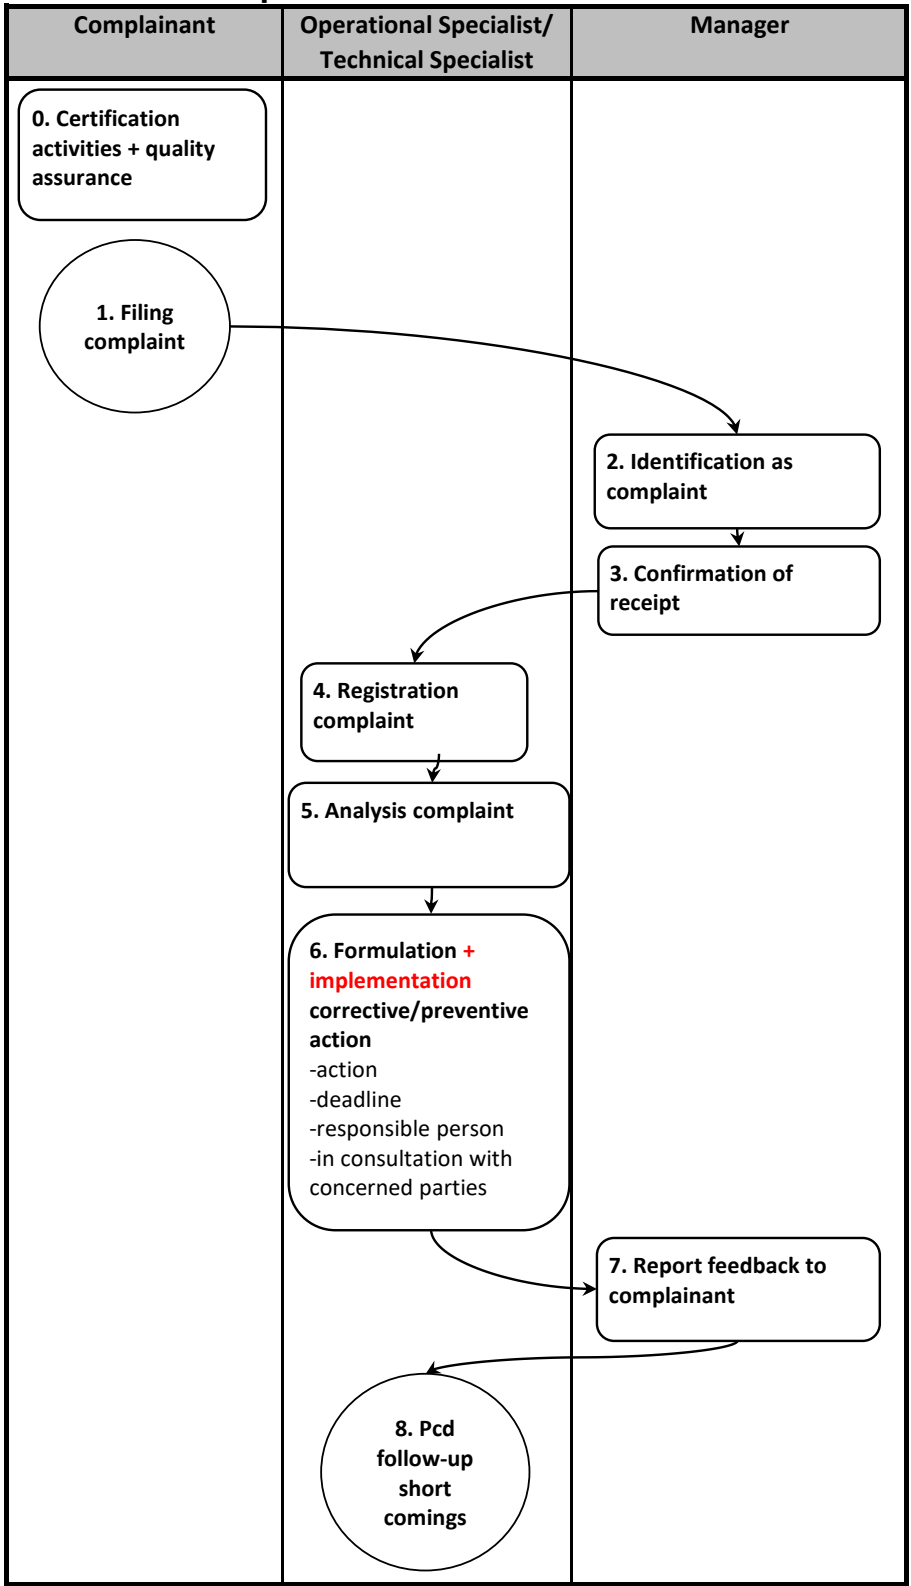 Complainant
Operational Specialist/
Technical Specialist
Manager
0. Certification
activities + quality
assurance
1. Filing
complaint
2. Identification as
complaint
3. Confirmation of
receipt
4. Registration
complaint
5. Analysis complaint
6. Formulation +
implementation
corrective/preventive
action
-action
-deadline
-responsible person
-in consultation with
concerned parties
7. Report feedback to
complainant
8. Pcd
follow-up
short
comings